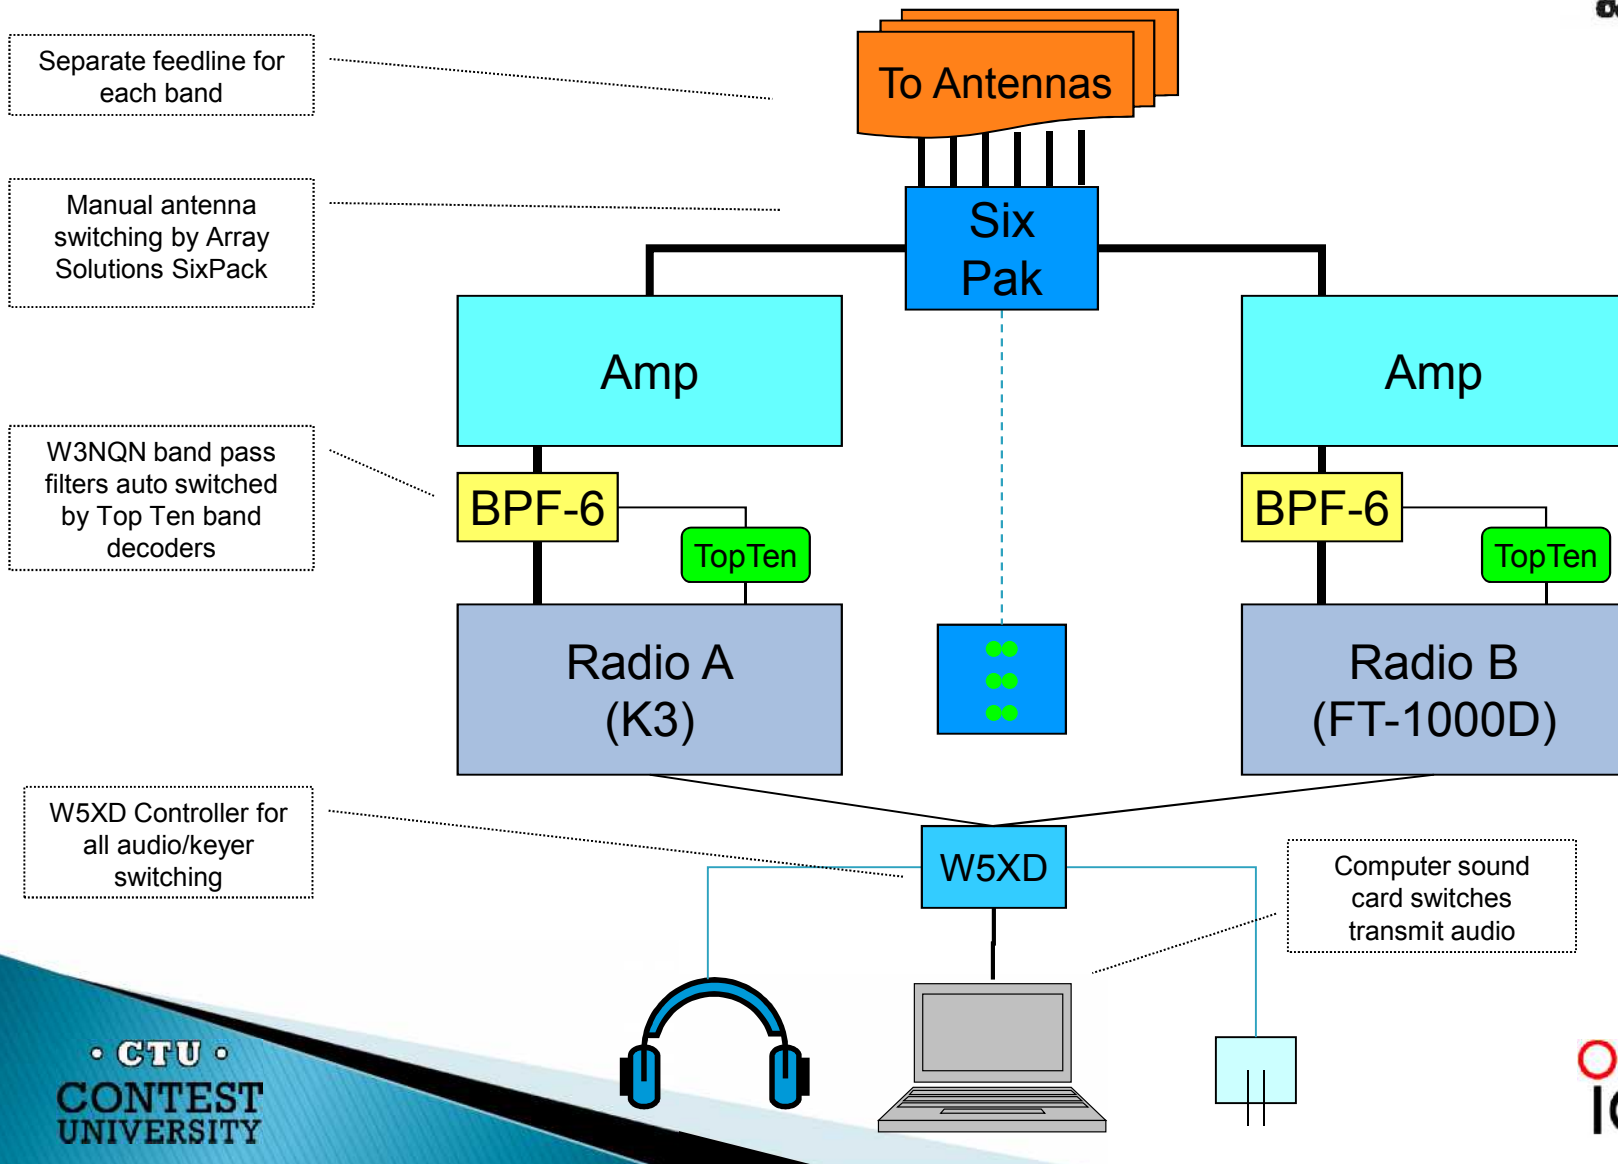 Separate feedline for
each band
To Antennas
Manual antenna
switching by Array
Solutions SixPack
Six
Pak
Amp
Amp
W3NQN band pass
filters auto switched
by Top Ten band
decoders
BPF-6
TopTen
BPF-6
TopTen
Radio A
(K3)
Radio B
(FT-1000D)
W5XD Controller for
all audio/keyer
switching
W5XD
Computer sound
card switches
transmit audio
• CTU •
CONTEST
UNIVERSITY